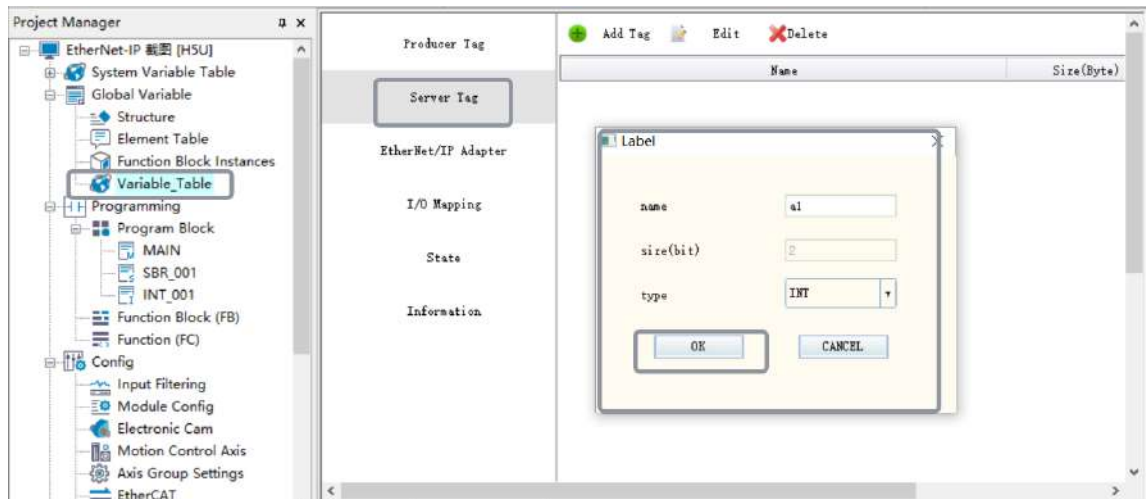 Project Manager
EtherNet-IP 截图 [H5U]
System Variable Table
Global Variable
Structure
Element Table
Function Block Instances
Variable_Table
Programming
Program Block
MAIN
SBR_001
INT_001
Function Block (FB)
Function (FC)
Config
Input Filtering
Module Config
Electronic Cam
Motion Control Axis
Axis Group Settings
EtherCAT
Producer Tag
Server Tag
EtherNet/IP Adapter
I/O Mapping
State
Information
Add Tag Edit Delete
Name Size(Byte)
Label
name a1
size(bit) 2
type INT
OK CANCEL